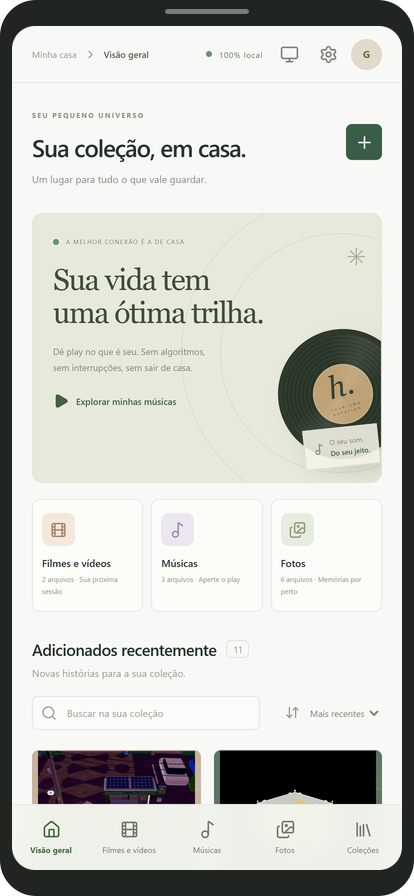 Minha casa > Visão geral
100% local
G
SEU PEQUENO UNIVERSO
Sua coleção, em casa.
Um lugar para tudo o que vale guardar.
A MELHOR CONEXÃO É A DE CASA
Sua vida tem
uma ótima trilha.
Dê play no que é seu. Sem algoritmos,
sem interrupções, sem sair de casa.
Explorar minhas músicas
h.
YOUR OWN
O seu som.
Do seu jeito.
Filmes e vídeos
2 arquivos · Sua próxima
sessão
Músicas
3 arquivos · Aperte o play
Fotos
6 arquivos · Memórias por
perto
Adicionados recentemente
11
Novas histórias para a sua coleção.
Buscar na sua coleção
Mais recentes
Visão geral
Filmes e vídeos
Músicas
Fotos
Coleções